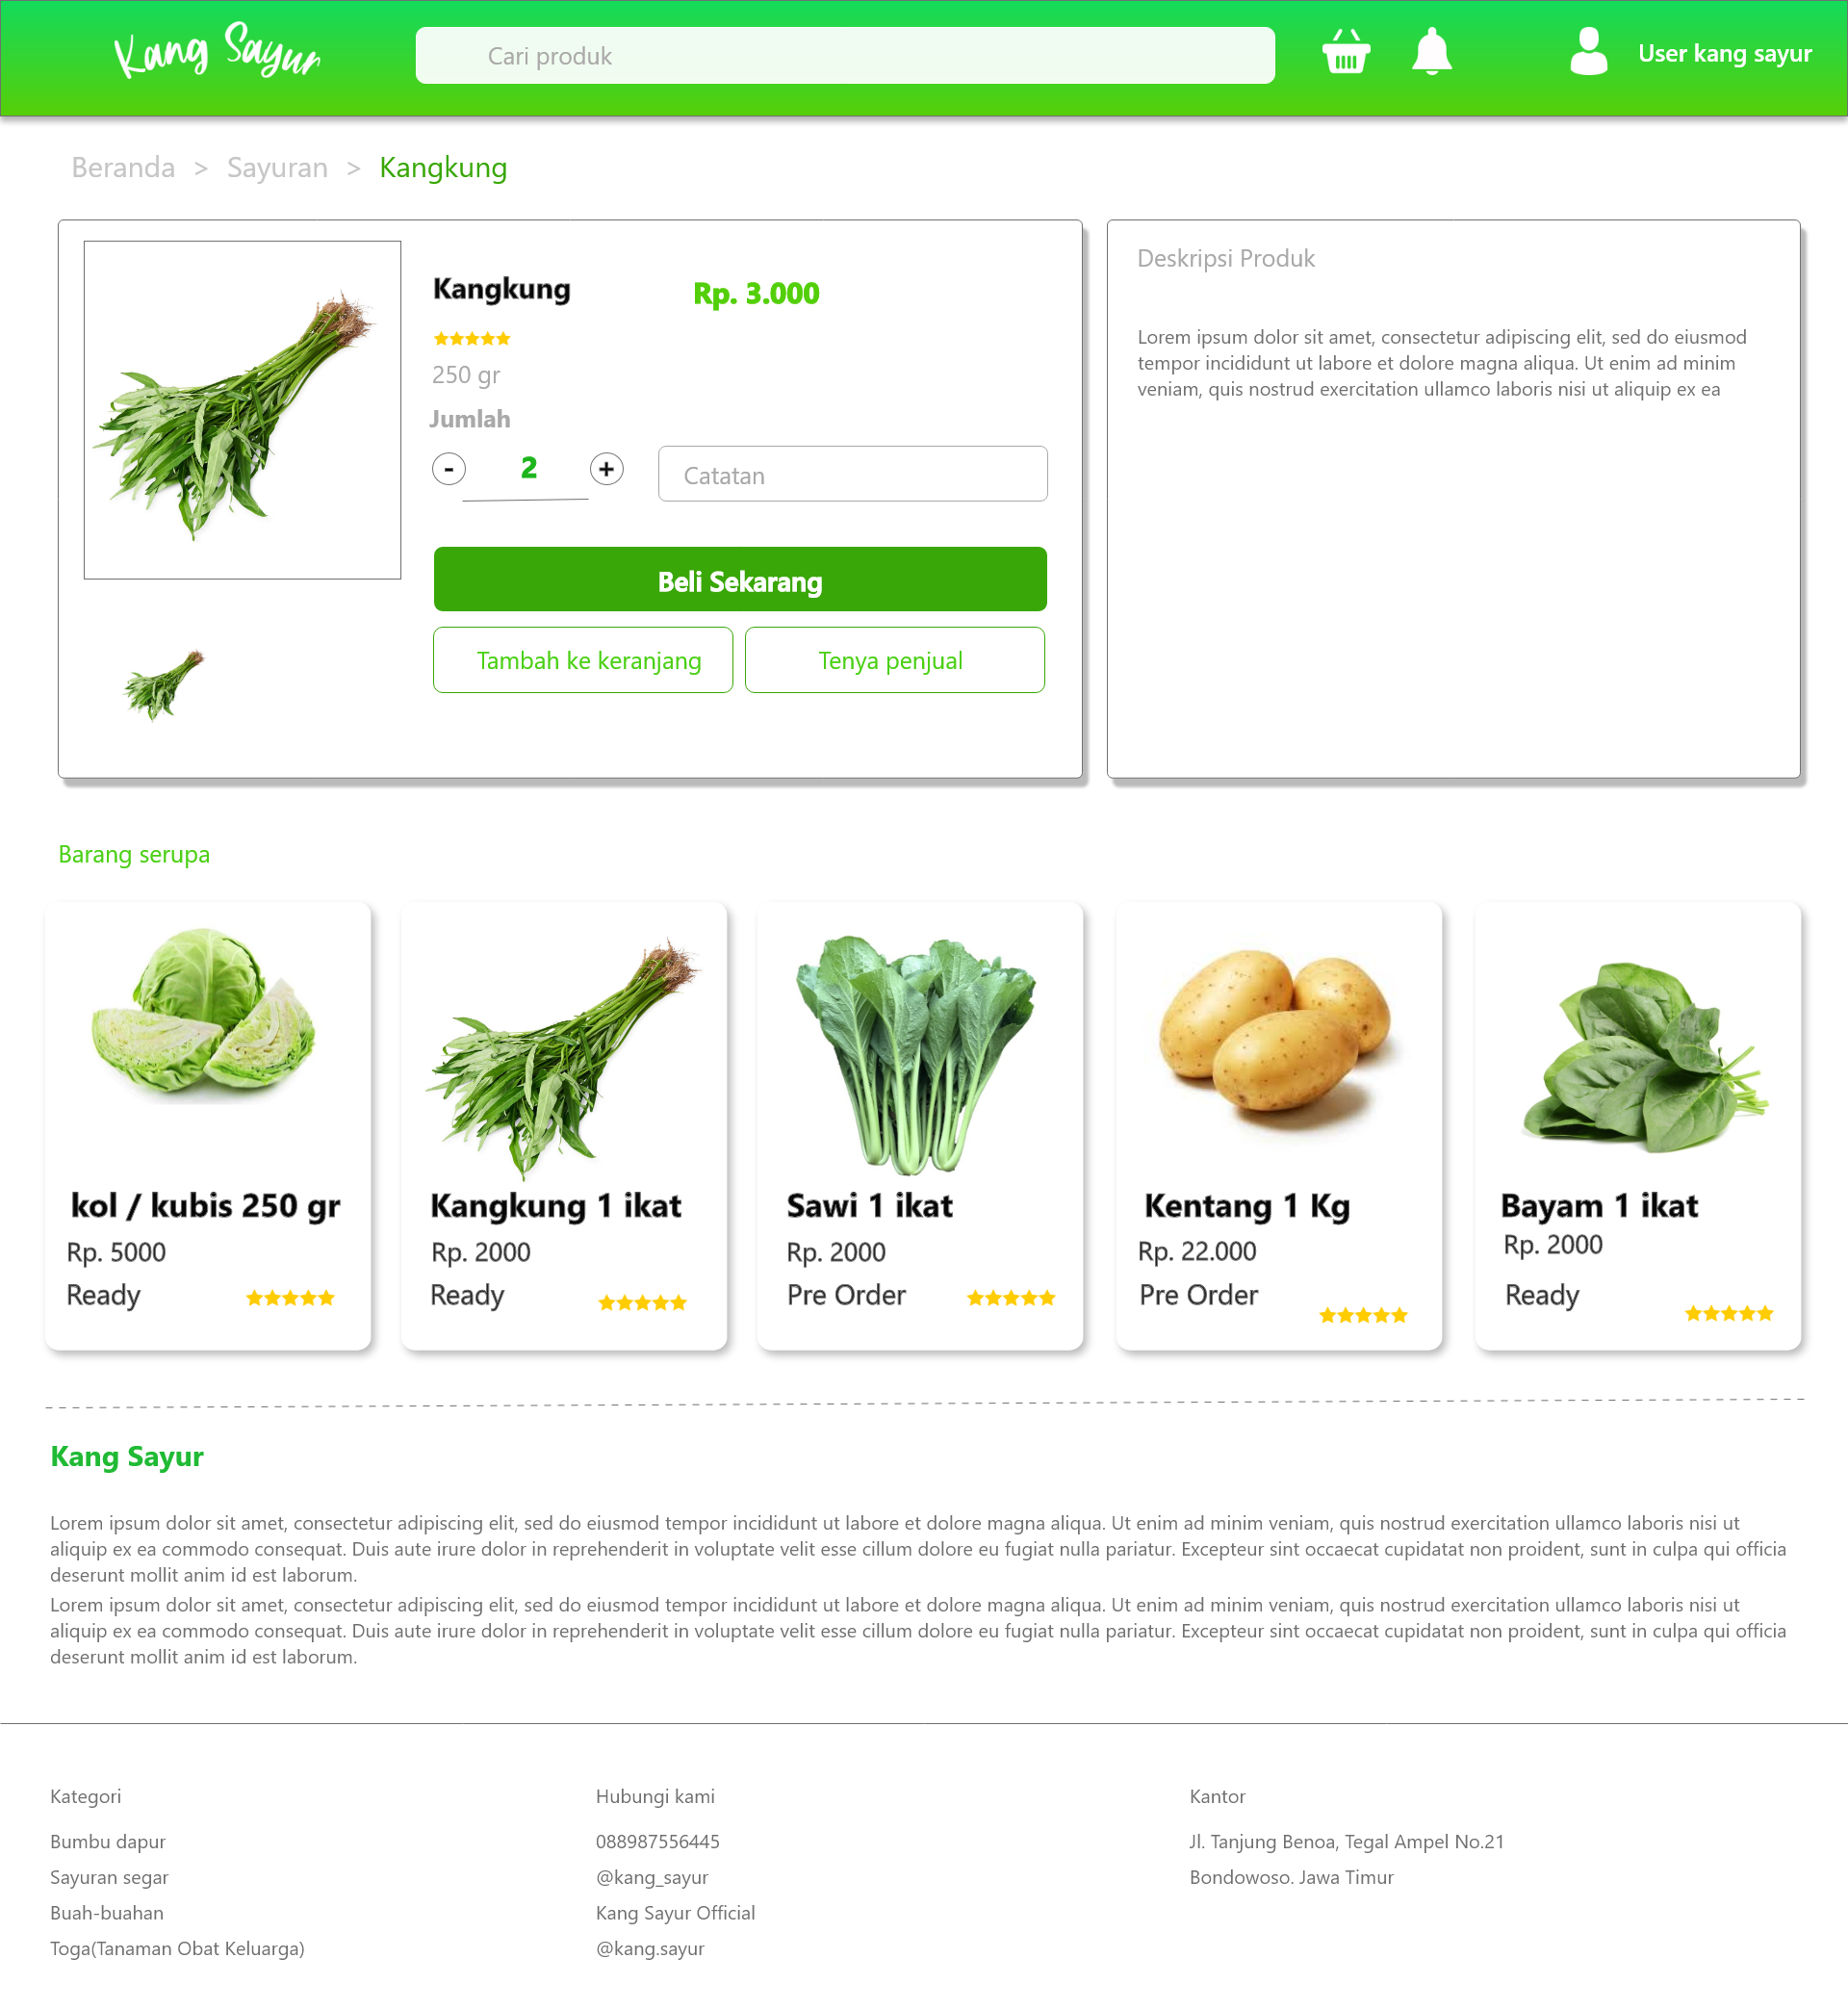 Kang Sayur
Cari produk
User kang sayur
Beranda > Sayuran > Kangkung
Kangkung
Rp. 3.000
250 gr
Jumlah
- 2 +
Catatan
Beli Sekarang
Tambah ke keranjang
Tenya penjual
Deskripsi Produk
Lorem ipsum dolor sit amet, consectetur adipiscing elit, sed do eiusmod
tempor incididunt ut labore et dolore magna aliqua. Ut enim ad minim
veniam, quis nostrud exercitation ullamco laboris nisi ut aliquip ex ea
Barang serupa
kol / kubis 250 gr
Rp. 5000
Ready
Kangkung 1 ikat
Rp. 2000
Ready
Sawi 1 ikat
Rp. 2000
Pre Order
Kentang 1 Kg
Rp. 22.000
Pre Order
Bayam 1 ikat
Rp. 2000
Ready
Kang Sayur
Lorem ipsum dolor sit amet, consectetur adipiscing elit, sed do eiusmod tempor incididunt ut labore et dolore magna aliqua. Ut enim ad minim veniam, quis nostrud exercitation ullamco laboris nisi ut
aliquip ex ea commodo consequat. Duis aute irure dolor in reprehenderit in voluptate velit esse cillum dolore eu fugiat nulla pariatur. Excepteur sint occaecat cupidatat non proident, sunt in culpa qui officia
deserunt mollit anim id est laborum.
Lorem ipsum dolor sit amet, consectetur adipiscing elit, sed do eiusmod tempor incididunt ut labore et dolore magna aliqua. Ut enim ad minim veniam, quis nostrud exercitation ullamco laboris nisi ut
aliquip ex ea commodo consequat. Duis aute irure dolor in reprehenderit in voluptate velit esse cillum dolore eu fugiat nulla pariatur. Excepteur sint occaecat cupidatat non proident, sunt in culpa qui officia
deserunt mollit anim id est laborum.
Kategori
Bumbu dapur
Sayuran segar
Buah-buahan
Toga(Tanaman Obat Keluarga)
Hubungi kami
088987556445
@kang_sayur
Kang Sayur Official
@kang.sayur
Kantor
Jl. Tanjung Benoa, Tegal Ampel No.21
Bondowoso. Jawa Timur